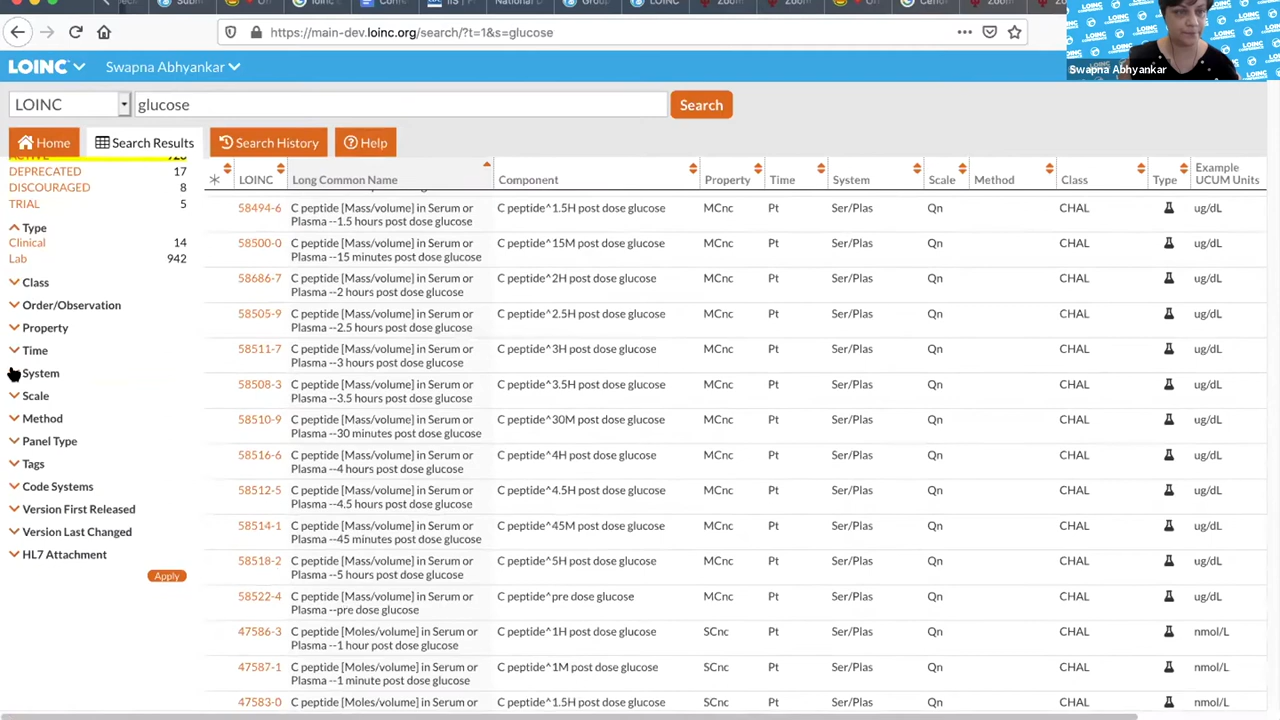 https://main-dev.loinc.org/search/?t=1&s=glucose
Swapna Abhyankar
LOINC Swapna Abhyankar
LOINC glucose Search
Home Search Results Search History Help
DEPRECATED 17
DISCOURAGED 8
TRIAL 5
Type
Clinical 14
Lab 942
Class
Order/Observation
Property
Time
System
Scale
Method
Panel Type
Tags
Code Systems
Version First Released
Version Last Changed
HL7 Attachment
Apply
LOINC Long Common Name Component Property Time System Scale Method Class Type Example UCUM Units
58494-6 C peptide [Mass/volume] in Serum or C peptide^1.5H post dose glucose MCnc Pt Ser/Plas Qn CHAL ug/dL
Plasma --1.5 hours post dose glucose
58500-0 C peptide [Mass/volume] in Serum or C peptide^15M post dose glucose MCnc Pt Ser/Plas Qn CHAL ug/dL
Plasma --15 minutes post dose glucose
58686-7 C peptide [Mass/volume] in Serum or C peptide^2H post dose glucose MCnc Pt Ser/Plas Qn CHAL ug/dL
Plasma --2 hours post dose glucose
58505-9 C peptide [Mass/volume] in Serum or C peptide^2.5H post dose glucose MCnc Pt Ser/Plas Qn CHAL ug/dL
Plasma --2.5 hours post dose glucose
58511-7 C peptide [Mass/volume] in Serum or C peptide^3H post dose glucose MCnc Pt Ser/Plas Qn CHAL ug/dL
Plasma --3 hours post dose glucose
58508-3 C peptide [Mass/volume] in Serum or C peptide^3.5H post dose glucose MCnc Pt Ser/Plas Qn CHAL ug/dL
Plasma --3.5 hours post dose glucose
58510-9 C peptide [Mass/volume] in Serum or C peptide^30M post dose glucose MCnc Pt Ser/Plas Qn CHAL ug/dL
Plasma --30 minutes post dose glucose
58516-6 C peptide [Mass/volume] in Serum or C peptide^4H post dose glucose MCnc Pt Ser/Plas Qn CHAL ug/dL
Plasma --4 hours post dose glucose
58512-5 C peptide [Mass/volume] in Serum or C peptide^4.5H post dose glucose MCnc Pt Ser/Plas Qn CHAL ug/dL
Plasma --4.5 hours post dose glucose
58514-1 C peptide [Mass/volume] in Serum or C peptide^45M post dose glucose MCnc Pt Ser/Plas Qn CHAL ug/dL
Plasma --45 minutes post dose glucose
58518-2 C peptide [Mass/volume] in Serum or C peptide^5H post dose glucose MCnc Pt Ser/Plas Qn CHAL ug/dL
Plasma --5 hours post dose glucose
58522-4 C peptide [Mass/volume] in Serum or C peptide^pre dose glucose MCnc Pt Ser/Plas Qn CHAL ug/dL
Plasma --pre dose glucose
47586-3 C peptide [Moles/volume] in Serum or C peptide^1H post dose glucose SCnc Pt Ser/Plas Qn CHAL nmol/L
Plasma --1 hour post dose glucose
47587-1 C peptide [Moles/volume] in Serum or C peptide^1M post dose glucose SCnc Pt Ser/Plas Qn CHAL nmol/L
Plasma --1 minute post dose glucose
47583-0 C peptide [Moles/volume] in Serum or C peptide^1.5H post dose glucose SCnc Pt Ser/Plas Qn CHAL nmol/L